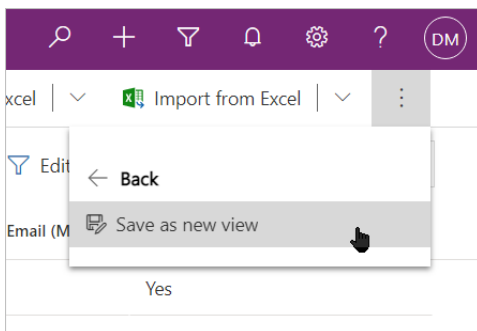 DM
xcel
Import from Excel
Edit
Back
Save as new view
Email (M
Yes